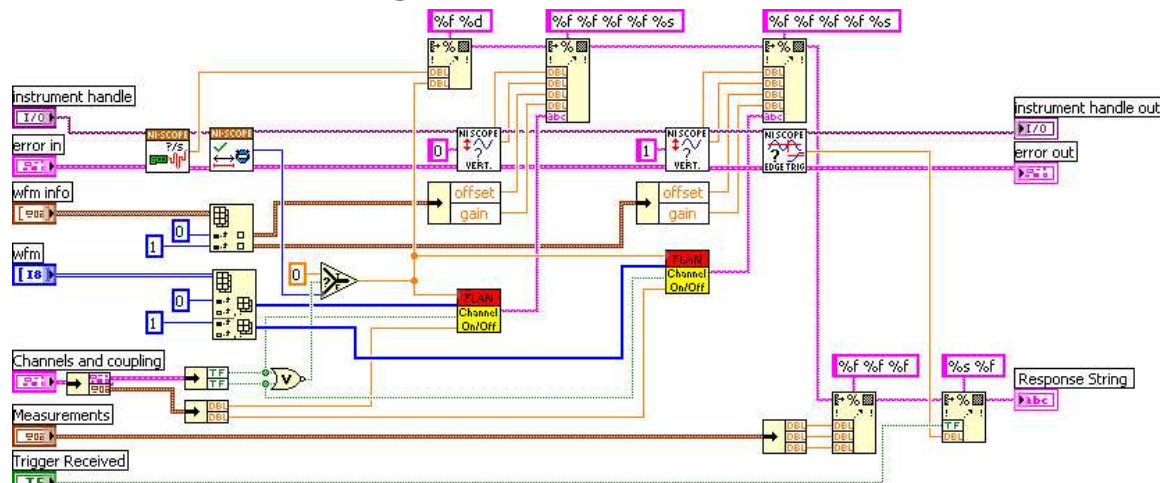 %f %d
%f %f %f %f %s
%f %f %f %f %s
DBL
DBL
DBL
DBL
DBL
DBL
abc
DBL
DBL
DBL
DBL
abc
instrument handle
I/O
instrument handle out
I/O
error in
NI-SCOPE
?/s
NI-SCOPE
NI SCOPE
?
VERT.
0
NI SCOPE
?
VERT.
1
NI SCOPE
?
EDGE TRIG
error out
wfm info
offset
gain
offset
gain
0
1
wfm
I8
0
?
T
F
0
1
Channel
On/Off
Channel
On/Off
Channels and coupling
TF
TF
V
DBL
DBL
%f %f %f
%s %f
Response String
abc
Measurements
DBL
DBL
DBL
DBL
DBL
DBL
TF
DBL
Trigger Received
TF